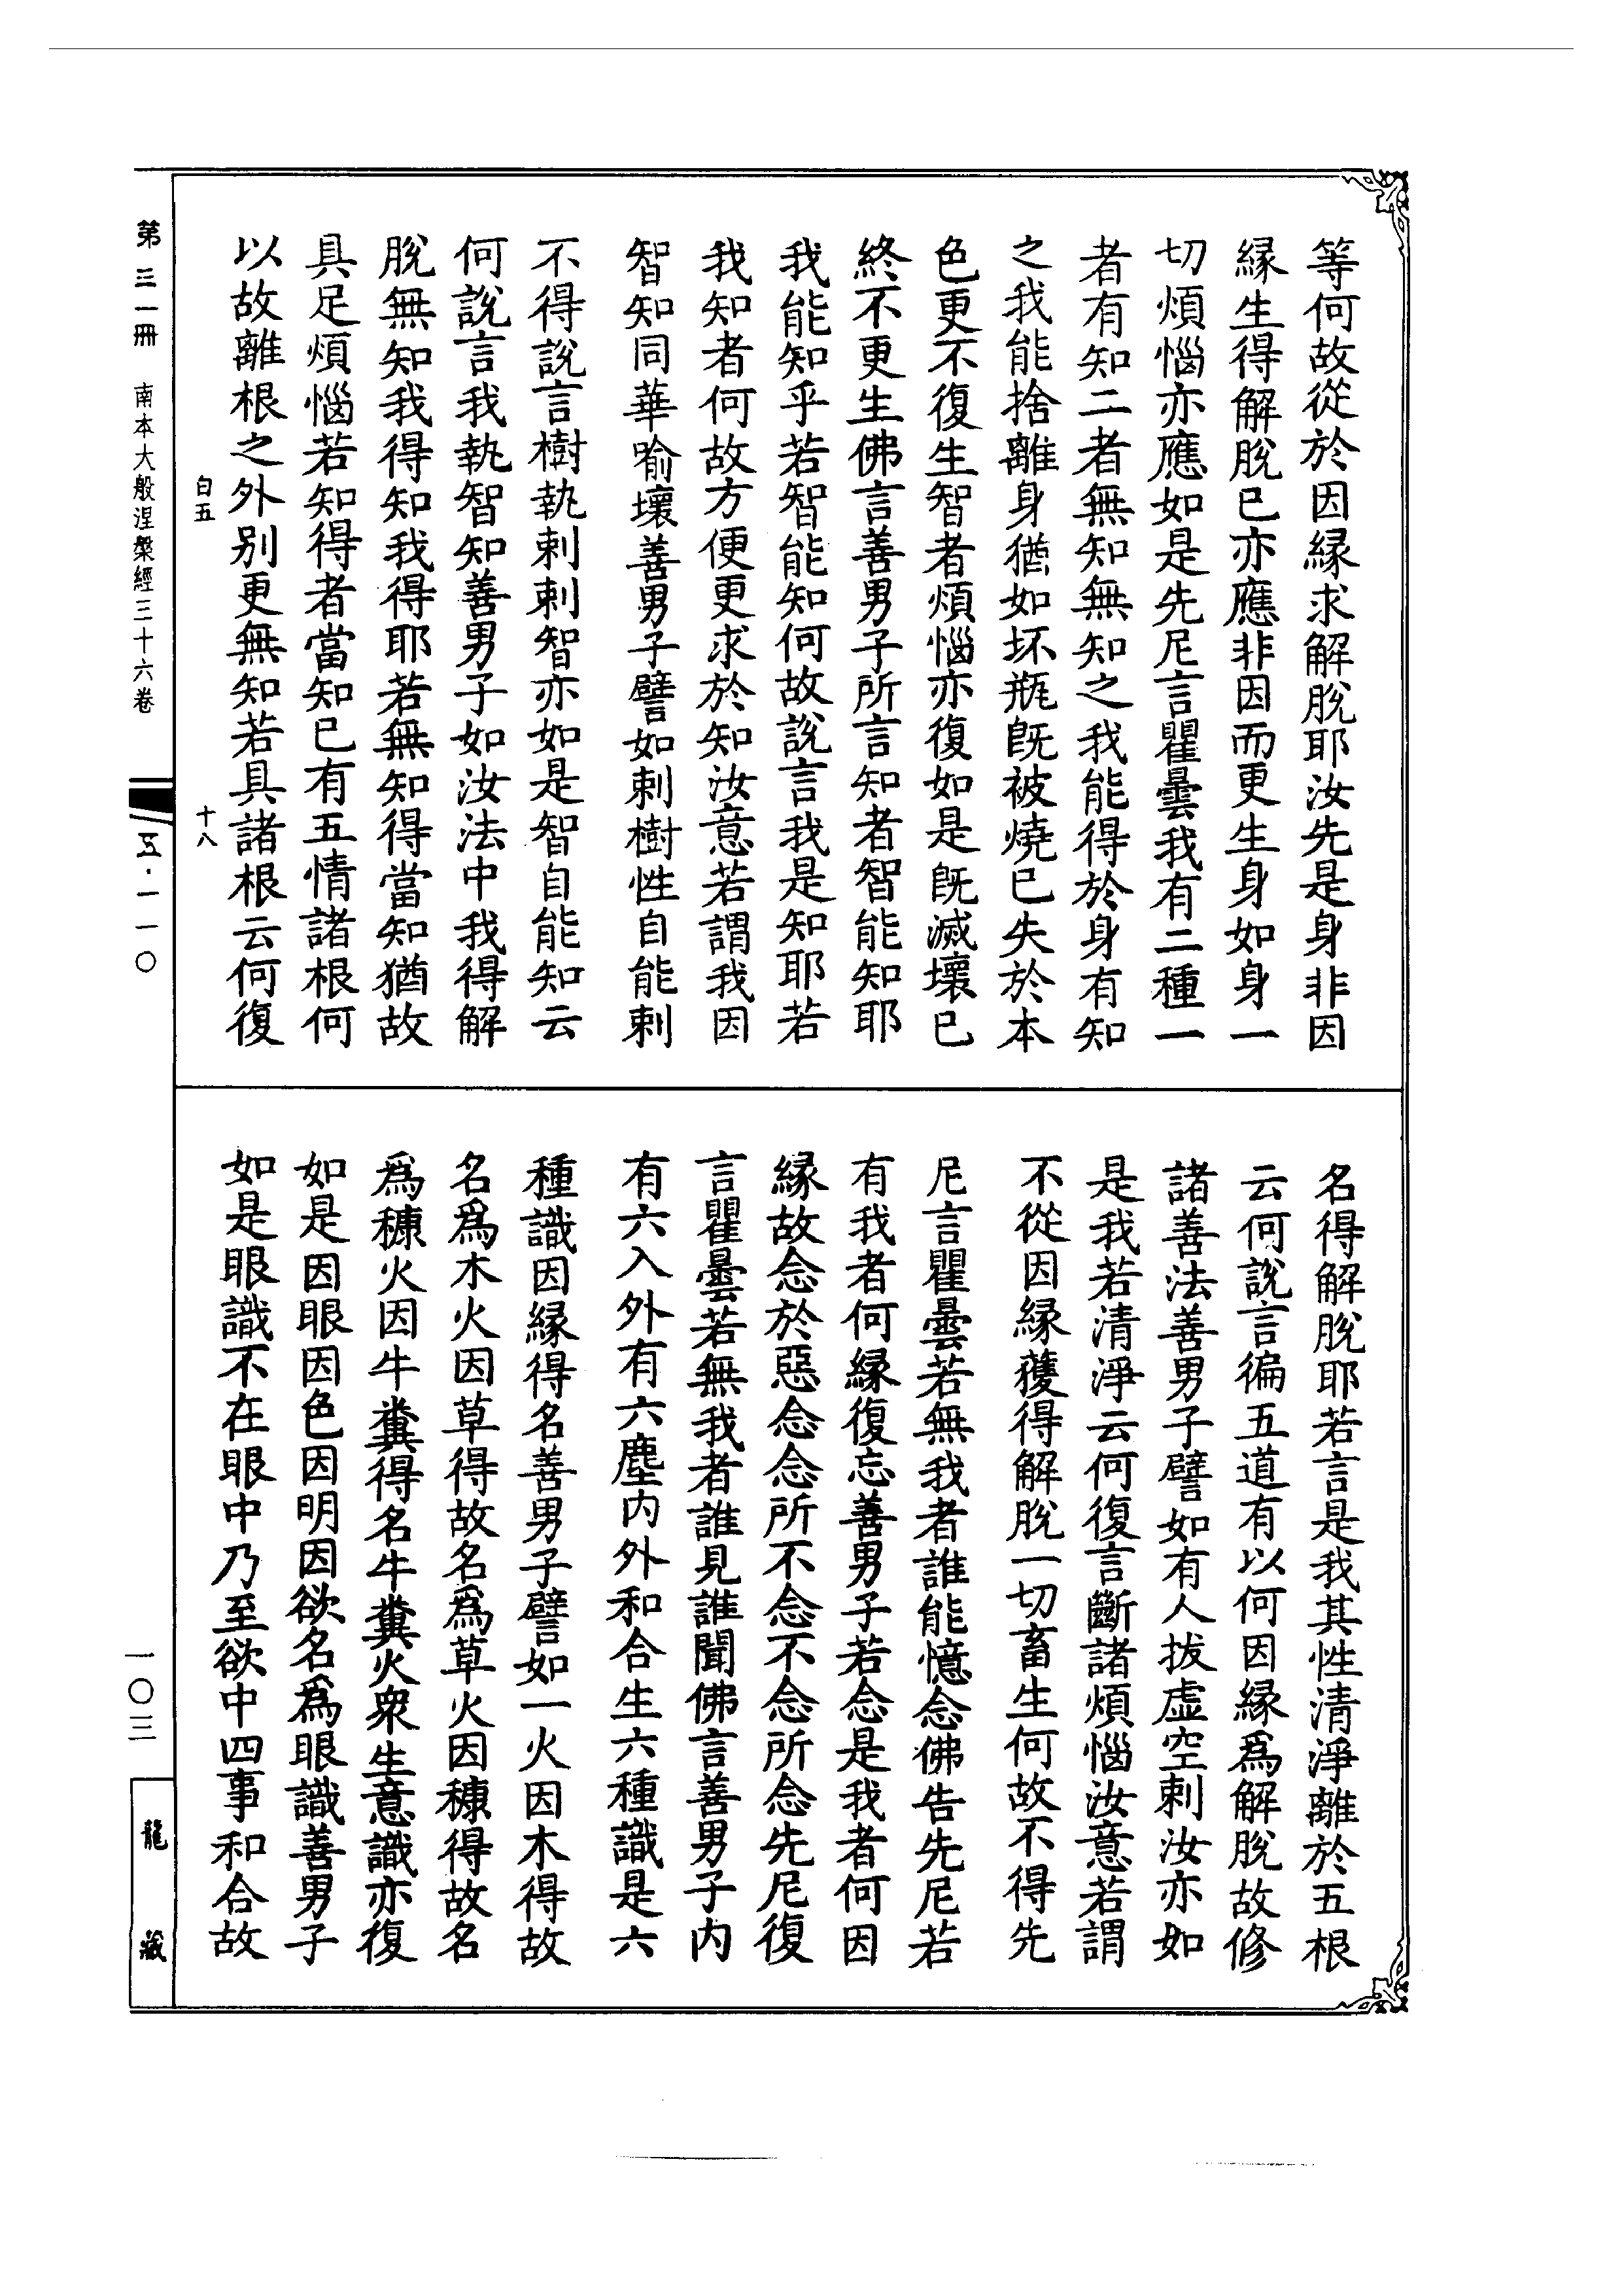 等何故從於因縁求解脫耶汝先是身非因
縁生得解脫已亦應非因而更生身如身一
切煩惱亦應如是先尼言瞿曇我有二種一
者有知二者無知無知之我能得於身有知
之我能捨離身猶如坏瓶旣被燒已失於本
色更不復生智者煩惱亦復如是旣滅壞已
終不更生佛言善男子所言知者智能知耶
我能知乎若智能知何故說言我是知耶若
我知者何故方便更求於知汝意若謂我因
智知同華喻壞善男子譬如刺樹性自能刺
不得說言樹執刺刺智亦如是智自能知云
何說言我執智知善男子如汝法中我得解
脫無知我得知我得耶若無知得當知猶故
具足煩惱若知得者當知已有五情諸根何
以故離根之外別更無知若具諸根云何復
名得解脫耶若言是我其性清淨離於五根
云何說言徧五道有以何因縁爲解脫故修
諸善法善男子譬如有人拔虛空刺汝亦如
是我若清淨云何復言斷諸煩惱汝意若謂
不從因縁獲得解脫一切畜生何故不得先
尼言瞿曇若無我者誰能憶念佛告先尼若
有我者何縁復忘善男子若念是我者何因
縁故念於惡念念所不念不念所念先尼復
言瞿曇若無我者誰見誰聞佛言善男子内
有六入外有六塵内外和合生六種識是六
種識因縁得名善男子譬如一火因木得故
名爲木火因草得故名爲草火因穅得故名
爲穅火因牛糞得名牛糞火衆生意識亦復
如是因眼因色因明因欲名爲眼識善男子
如是眼識不在眼中乃至欲中四事和合故
白五
十八
第三一冊 南本大般涅槃經三十六卷
五·一一〇
一〇三
龍藏